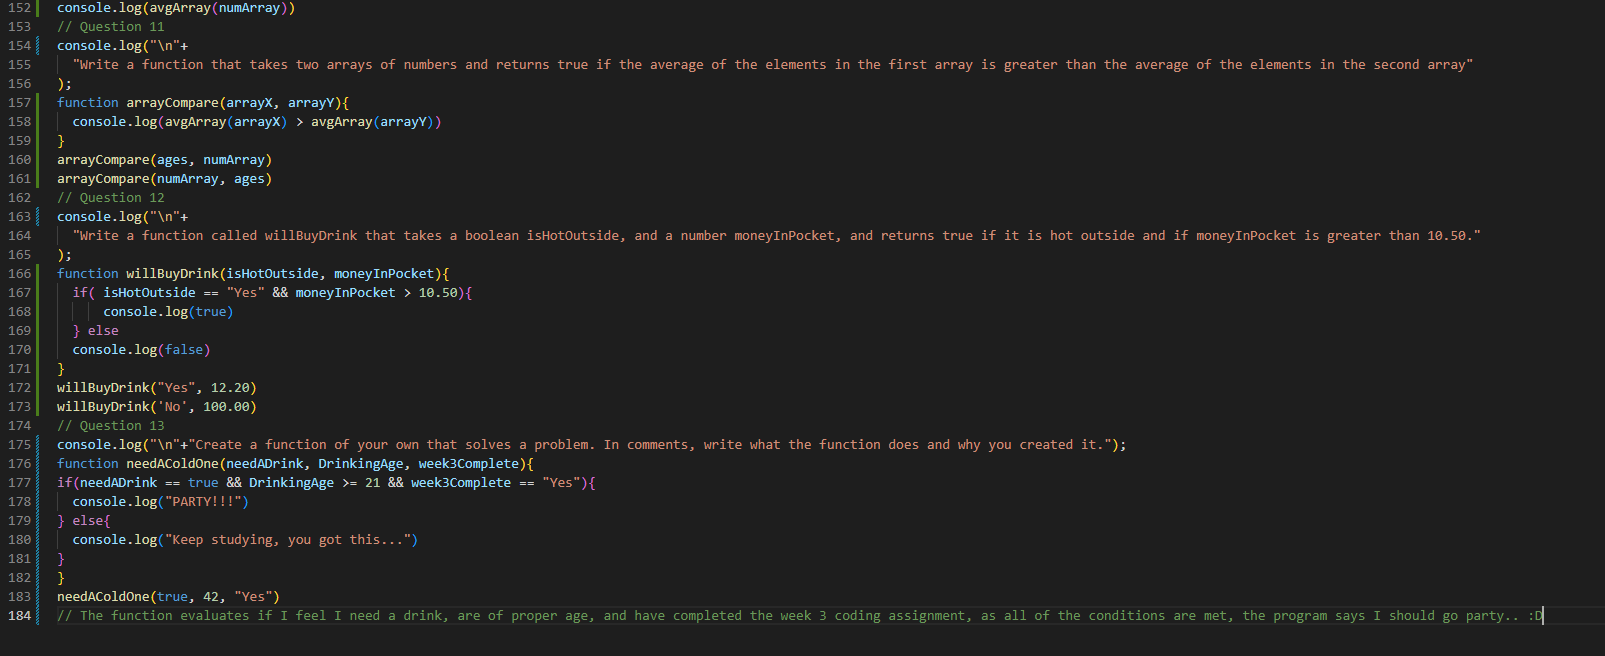 152 console.log(avgArray(numArray))
153 // Question 11
154 console.log("\n"+
155 "Write a function that takes two arrays of numbers and returns true if the average of the elements in the first array is greater than the average of the elements in the second array"
156 );
157 function arrayCompare(arrayX, arrayY){
158 console.log(avgArray(arrayX) > avgArray(arrayY))
159 }
160 arrayCompare(ages, numArray)
161 arrayCompare(numArray, ages)
162 // Question 12
163 console.log("\n"+
164 "Write a function called willBuyDrink that takes a boolean isHotOutside, and a number moneyInPocket, and returns true if it is hot outside and if moneyInPocket is greater than 10.50."
165 );
166 function willBuyDrink(isHotOutside, moneyInPocket){
167 if( isHotOutside == "Yes" && moneyInPocket > 10.50){
168 console.log(true)
169 } else
170 console.log(false)
171 }
172 willBuyDrink("Yes", 12.20)
173 willBuyDrink('No', 100.00)
174 // Question 13
175 console.log("\n"+"Create a function of your own that solves a problem. In comments, write what the function does and why you created it.");
176 function needAColdOne(needADrink, DrinkingAge, week3Complete){
177 if(needADrink == true && DrinkingAge >= 21 && week3Complete == "Yes"){
178 console.log("PARTY!!!")
179 } else{
180 console.log("Keep studying, you got this...")
181 }
182 }
183 needAColdOne(true, 42, "Yes")
184 // The function evaluates if I feel I need a drink, are of proper age, and have completed the week 3 coding assignment, as all of the conditions are met, the program says I should go party.. :D